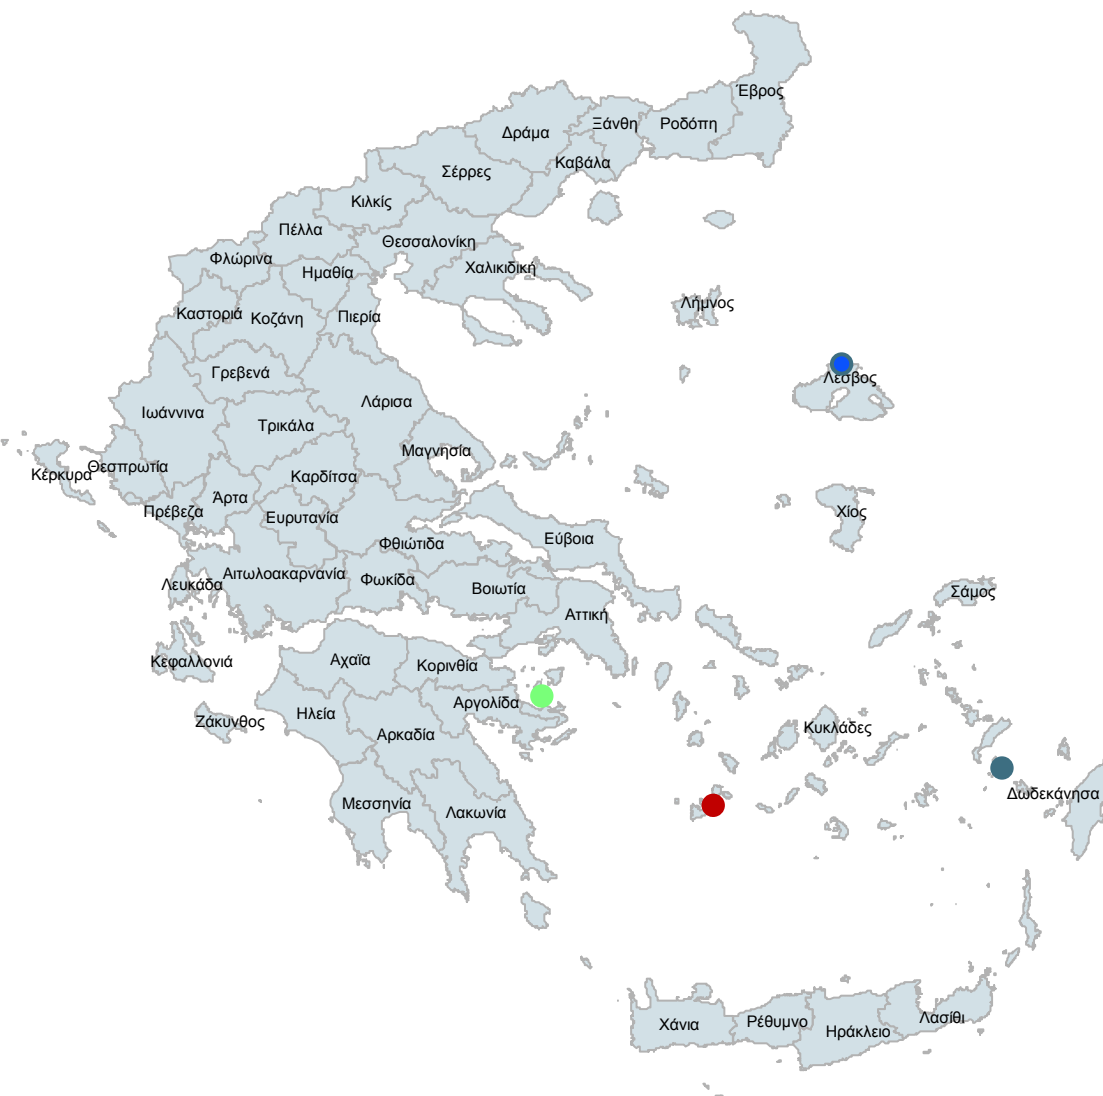 Έβρος
Ξάνθη
Ροδόπη
Δράμα
Καβάλα
Σέρρες
Κιλκίς
Πέλλα
Θεσσαλονίκη
Φλώρινα
Χαλικιδική
Ημαθία
Λήμνος
Καστοριά
Κοζάνη
Πιερία
Γρεβενά
Λέσβος
Λάρισα
Ιωάννινα
Τρικάλα
Μαγνησία
Θεσπρωτία
Κέρκυρα
Καρδίτσα
Άρτα
Πρέβεζα
Ευρυτανία
Χίος
Εύβοια
Φθιώτιδα
Αιτωλοακαρνανία
Φωκίδα
Λευκάδα
Βοιωτία
Σάμος
Αττική
Κεφαλλονιά
Αχαϊα
Κορινθία
Αργολίδα
Ηλεία
Ζάκυνθος
Κυκλάδες
Αρκαδία
Δωδεκάνησα
Μεσσηνία
Λακωνία
Χάνια
Ρέθυμνο
Ηράκλειο
Λασίθι